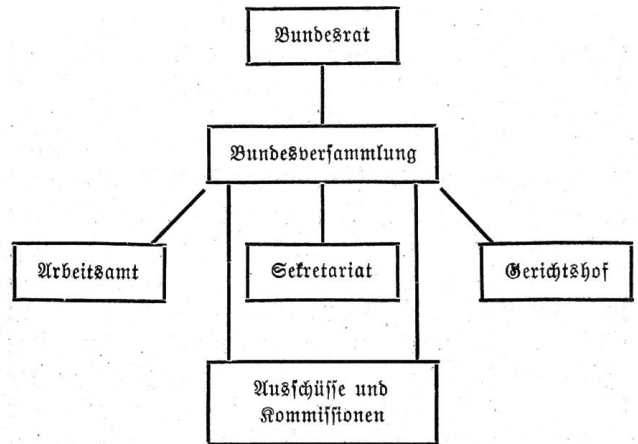 Bundesrat
Bundesversammlung
Arbeitsamt
Sekretariat
Gerichtshof
Ausschüsse und
Kommissionen